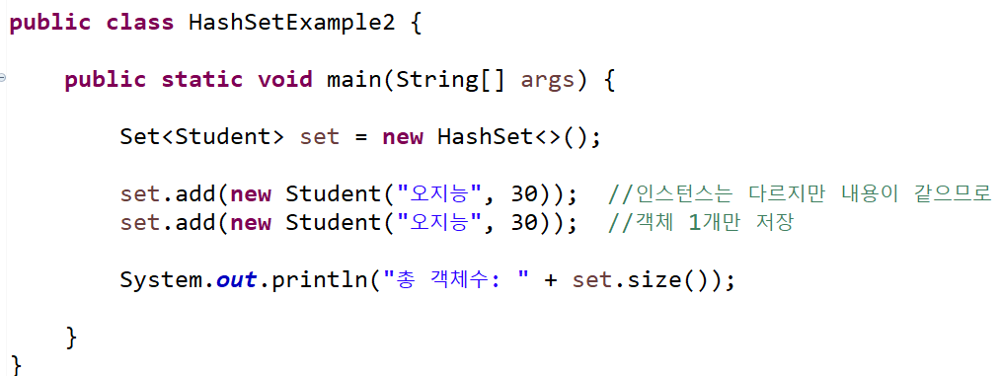 public class HashSetExample2 {
public static void main(String[] args) {
Set<Student> set = new HashSet<>();
set.add(new Student("오지능", 30)); //인스턴스는 다르지만 내용이 같으므로
set.add(new Student("오지능", 30)); //객체 1개만 저장
System.out.println("총 객체수: " + set.size());
}
}